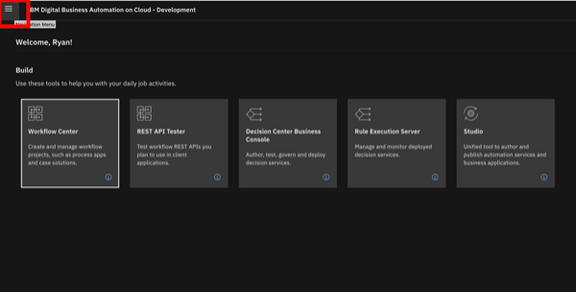 BM Digital Business Automation on Cloud - Development
Navigation Menu
Welcome, Ryan!
Build
Use these tools to help you with your daily job activities.
Workflow Center
Create and manage workflow
projects, such as process apps
and case solutions.
REST API Tester
Test workflow REST APIs you
plan to use in client
applications.
Decision Center Business
Console
Author, test, govern and deploy
decision services.
Rule Execution Server
Manage and monitor deployed
decision services.
Studio
Unified tool to author and
publish automation services and
business applications.